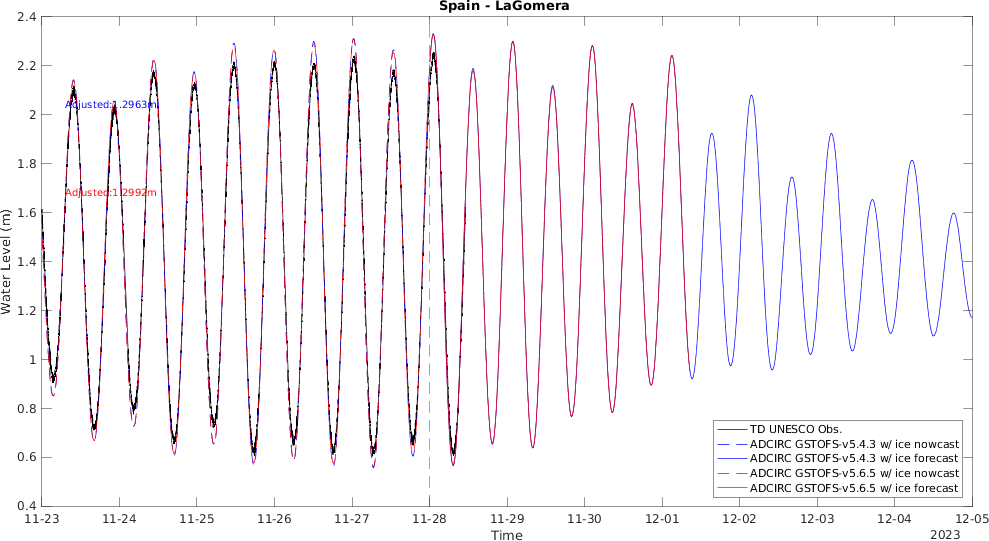 Spain - LaGomera
2.4
2.2
2
1.8
1.6
1.4
1.2
1
0.8
0.6
0.4
Water Level (m)
Adjusted:1.2963m
Adjusted:1.2992m
TD UNESCO Obs.
ADCIRC GSTOFS-v5.4.3 w/ ice nowcast
ADCIRC GSTOFS-v5.4.3 w/ ice forecast
ADCIRC GSTOFS-v5.6.5 w/ ice nowcast
ADCIRC GSTOFS-v5.6.5 w/ ice forecast
11-23 11-24 11-25 11-26 11-27 11-28 11-29 11-30 12-01 12-02 12-03 12-04 12-05
Time
2023